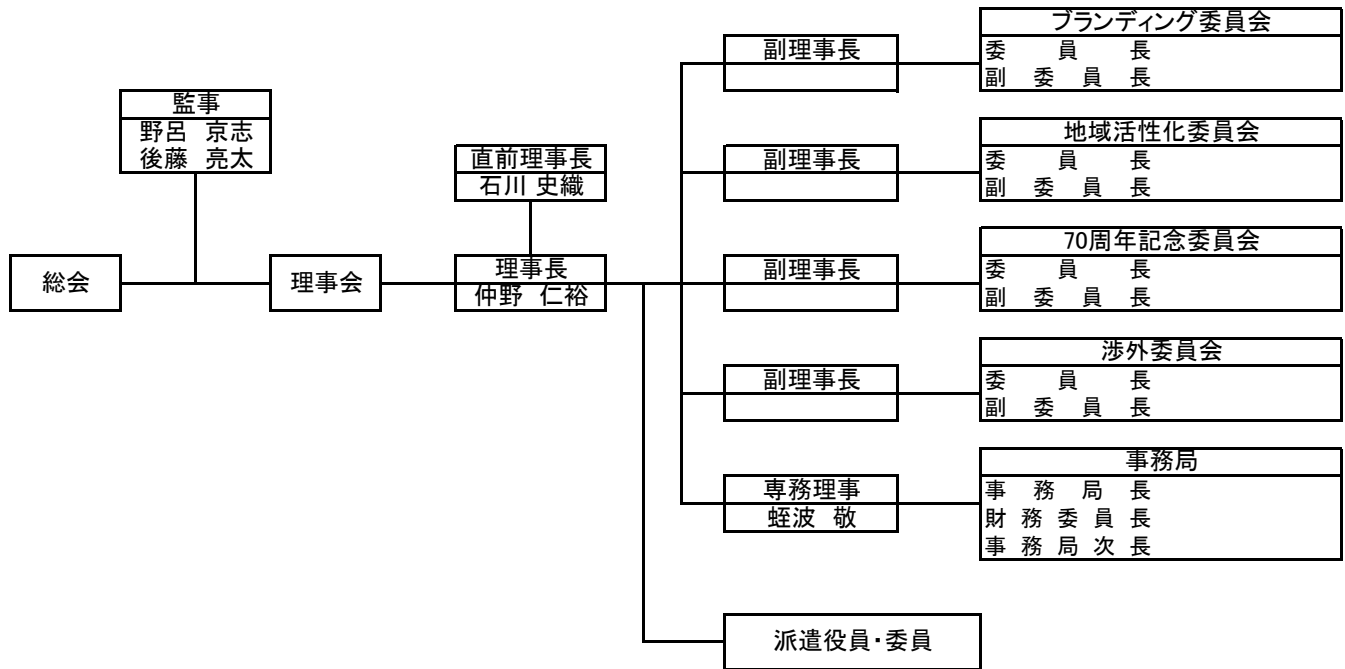 総会
監事
野呂 京志
後藤 亮太
理事会
直前理事長
石川 史織
理事長
仲野 仁裕
副理事長
ブランディング委員会
委員長
副委員長
副理事長
地域活性化委員会
委員長
副委員長
副理事長
70周年記念委員会
委員長
副委員長
副理事長
渉外委員会
委員長
副委員長
専務理事
蛭波 敬
事務局
事務局長
財務委員長
事務局次長
派遣役員・委員